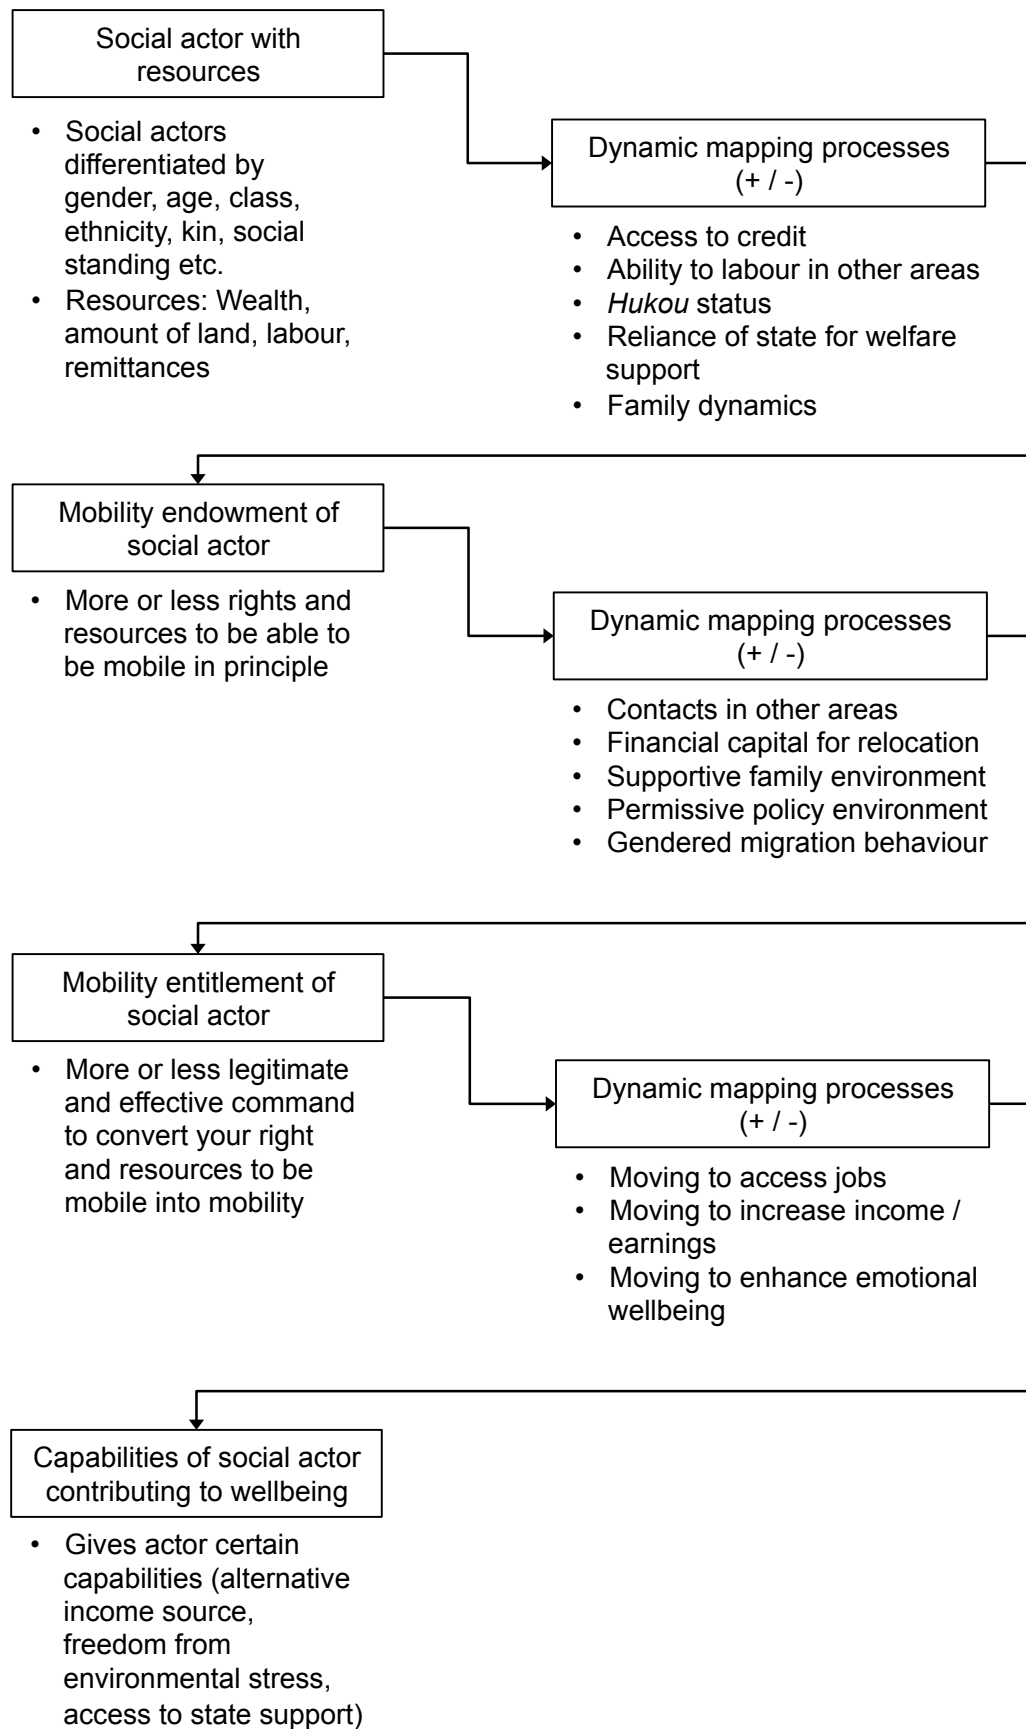 Social actor with
resources
• Social actors
differentiated by
gender, age, class,
ethnicity, kin, social
standing etc.
• Resources: Wealth,
amount of land, labour,
remittances
Dynamic mapping processes
(+ / -)
• Access to credit
• Ability to labour in other areas
• Hukou status
• Reliance of state for welfare
support
• Family dynamics
Mobility endowment of
social actor
• More or less rights and
resources to be able to
be mobile in principle
Dynamic mapping processes
(+ / -)
• Contacts in other areas
• Financial capital for relocation
• Supportive family environment
• Permissive policy environment
• Gendered migration behaviour
Mobility entitlement of
social actor
• More or less legitimate
and effective command
to convert your right
and resources to be
mobile into mobility
Dynamic mapping processes
(+ / -)
• Moving to access jobs
• Moving to increase income /
earnings
• Moving to enhance emotional
wellbeing
Capabilities of social actor
contributing to wellbeing
• Gives actor certain
capabilities (alternative
income source,
freedom from
environmental stress,
access to state support)